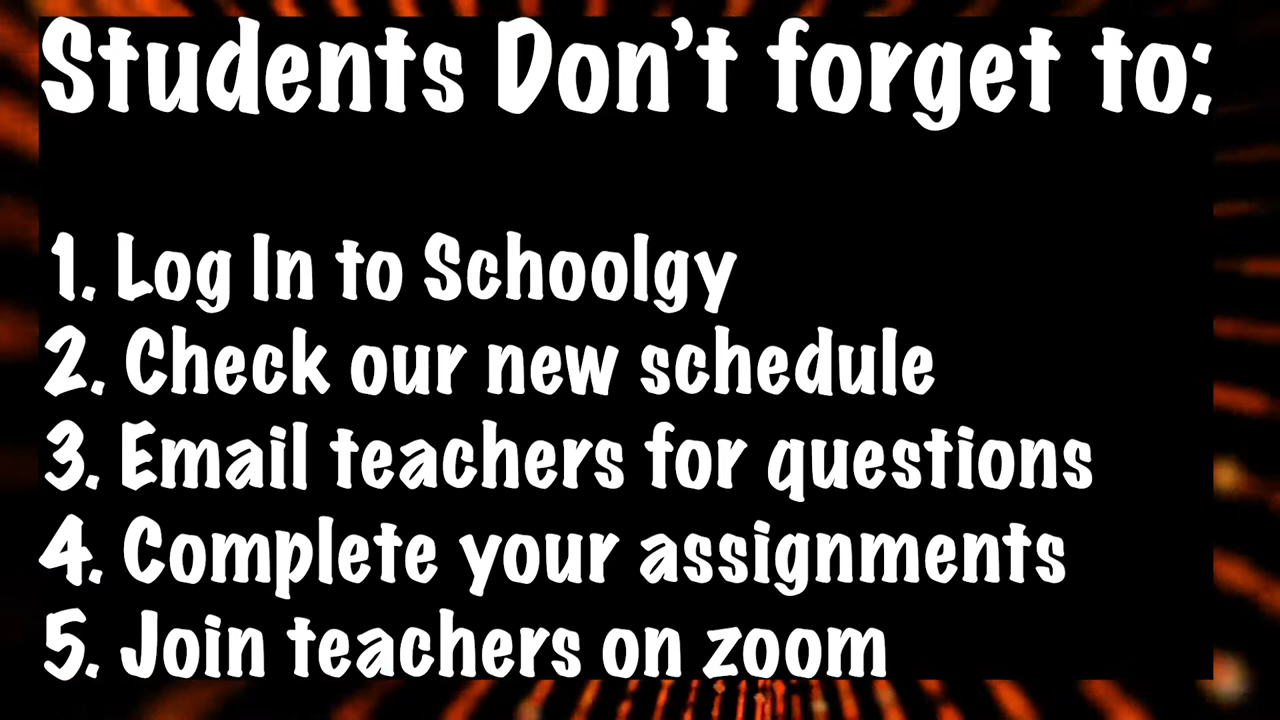 Students Don't forget to:
1. Log In to Schoolgy
2. Check our new schedule
3. Email teachers for questions
4. Complete your assignments
5. Join teachers on zoom